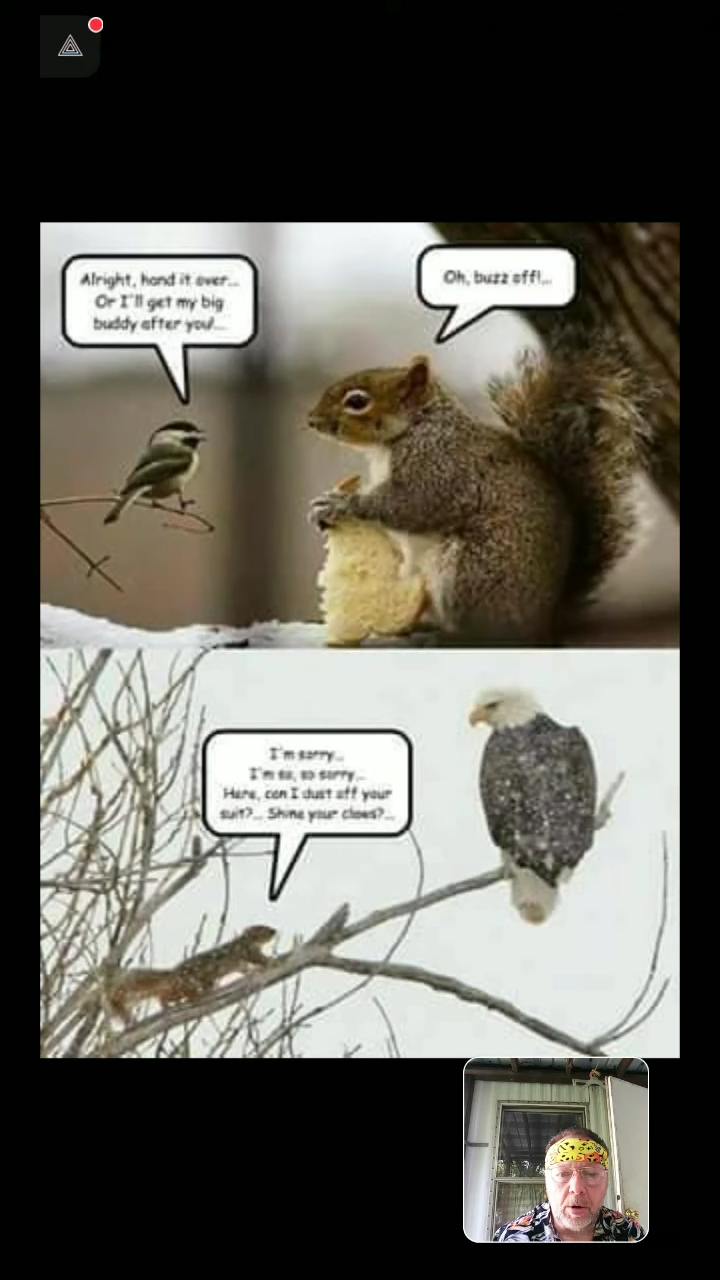 Alright, hand it over...
Or I'll get my big
buddy after you!...
Oh, buzz off!...
I'm sorry...
I'm so, so sorry...
Here, can I dust off your
suit?... Shine your claws?...